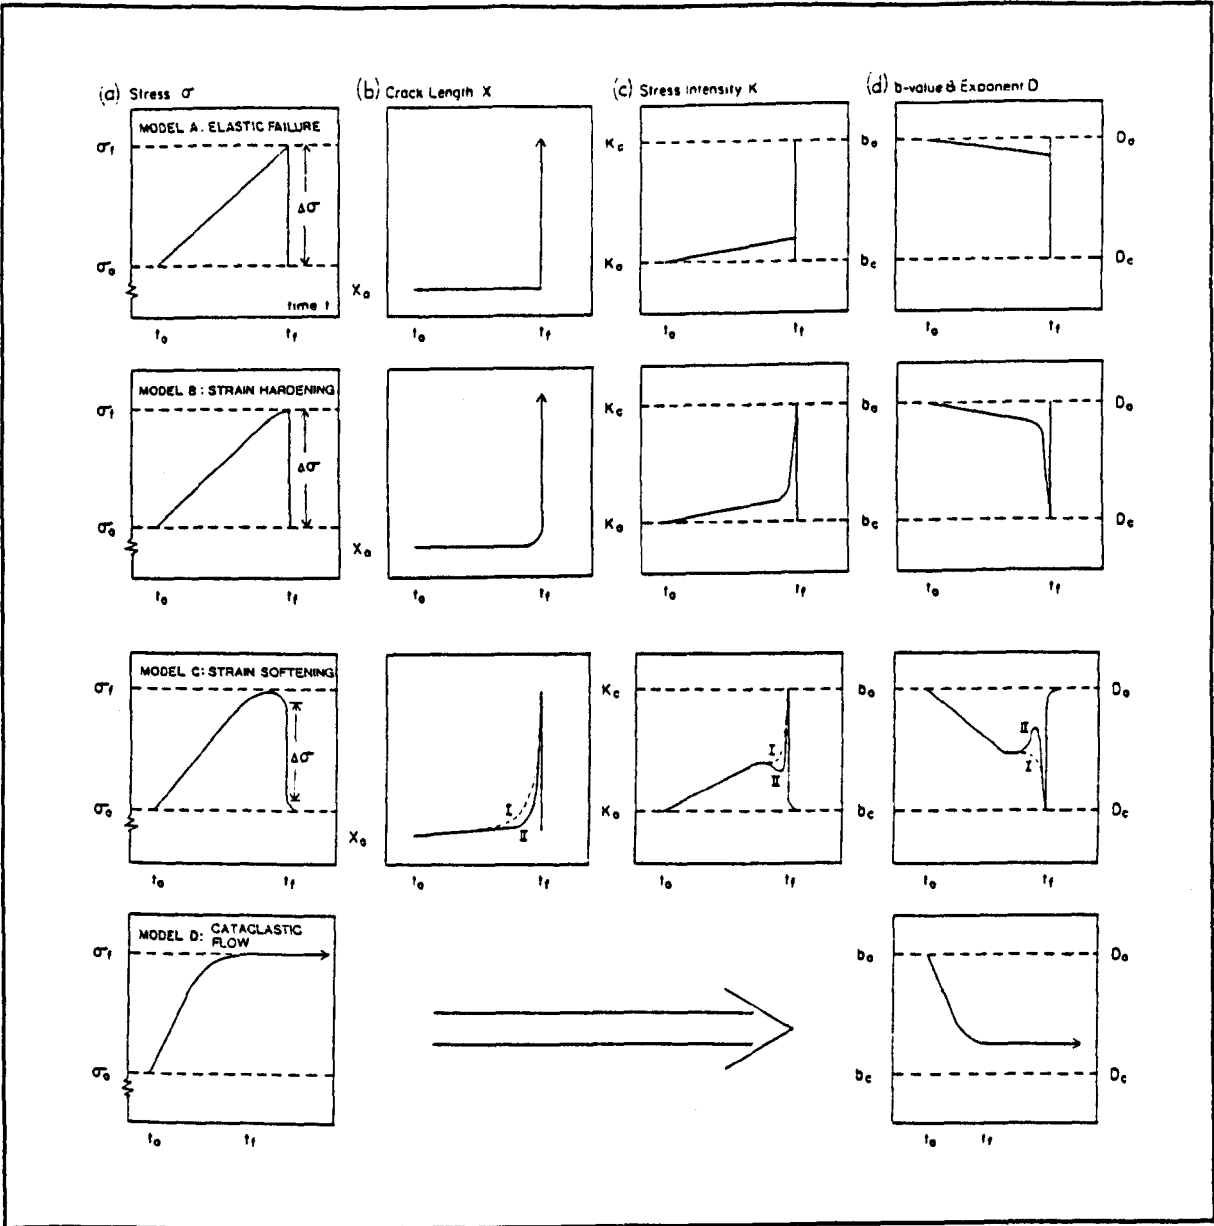 (a) Stress σ
(b) Crack Length X
(c) Stress Intensity K
(d) b-value & Exponent D
MODEL A. ELASTIC FAILURE
σf
Δσ
σo
time t
to
tf
Xo
to
tf
Kc
Ko
to
tf
bo
Do
bc
Dc
to
tf
MODEL B: STRAIN HARDENING
σf
Δσ
σo
to
tf
Xo
to
tf
Kc
Ko
to
tf
bo
Do
bc
Dc
to
tf
MODEL C: STRAIN SOFTENING
σf
Δσ
σo
to
tf
Xo
I
II
to
tf
Kc
I
II
Ko
to
tf
bo
Do
II
I
bc
Dc
to
tf
MODEL D: CATACLASTIC
FLOW
σf
σo
to
tf
bo
Do
bc
Dc
to
tf